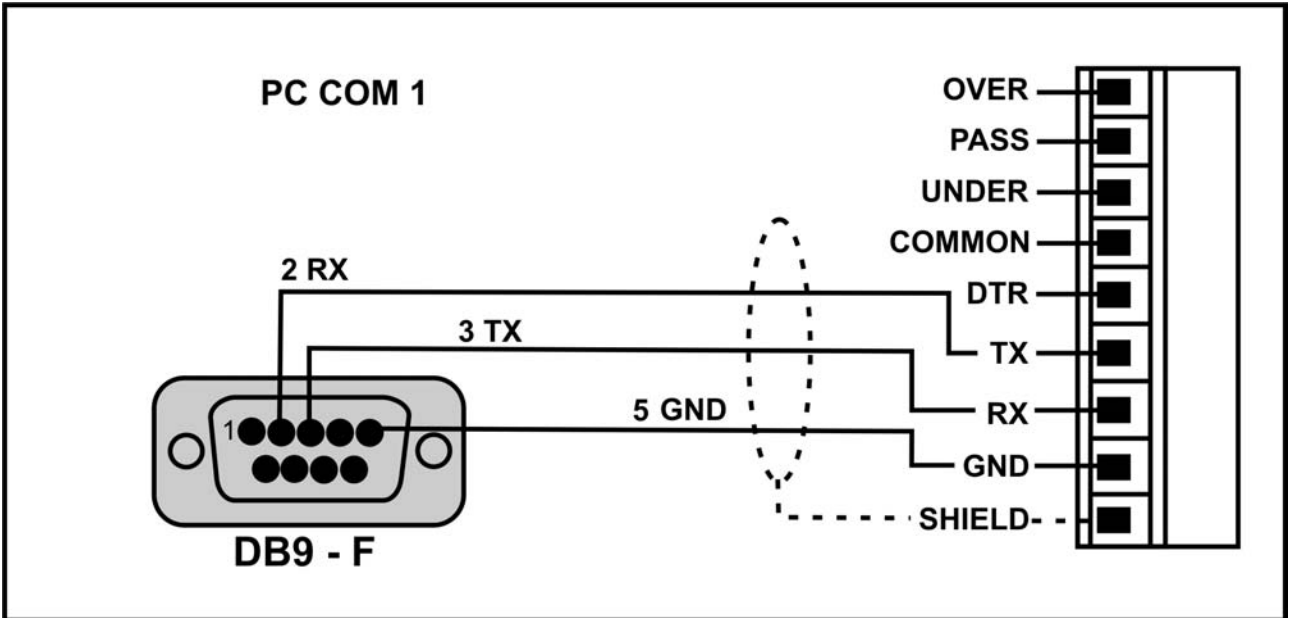 PC COM 1
OVER
PASS
UNDER
COMMON
DTR
TX
RX
GND
SHIELD
2 RX
3 TX
5 GND
1
DB9 - F